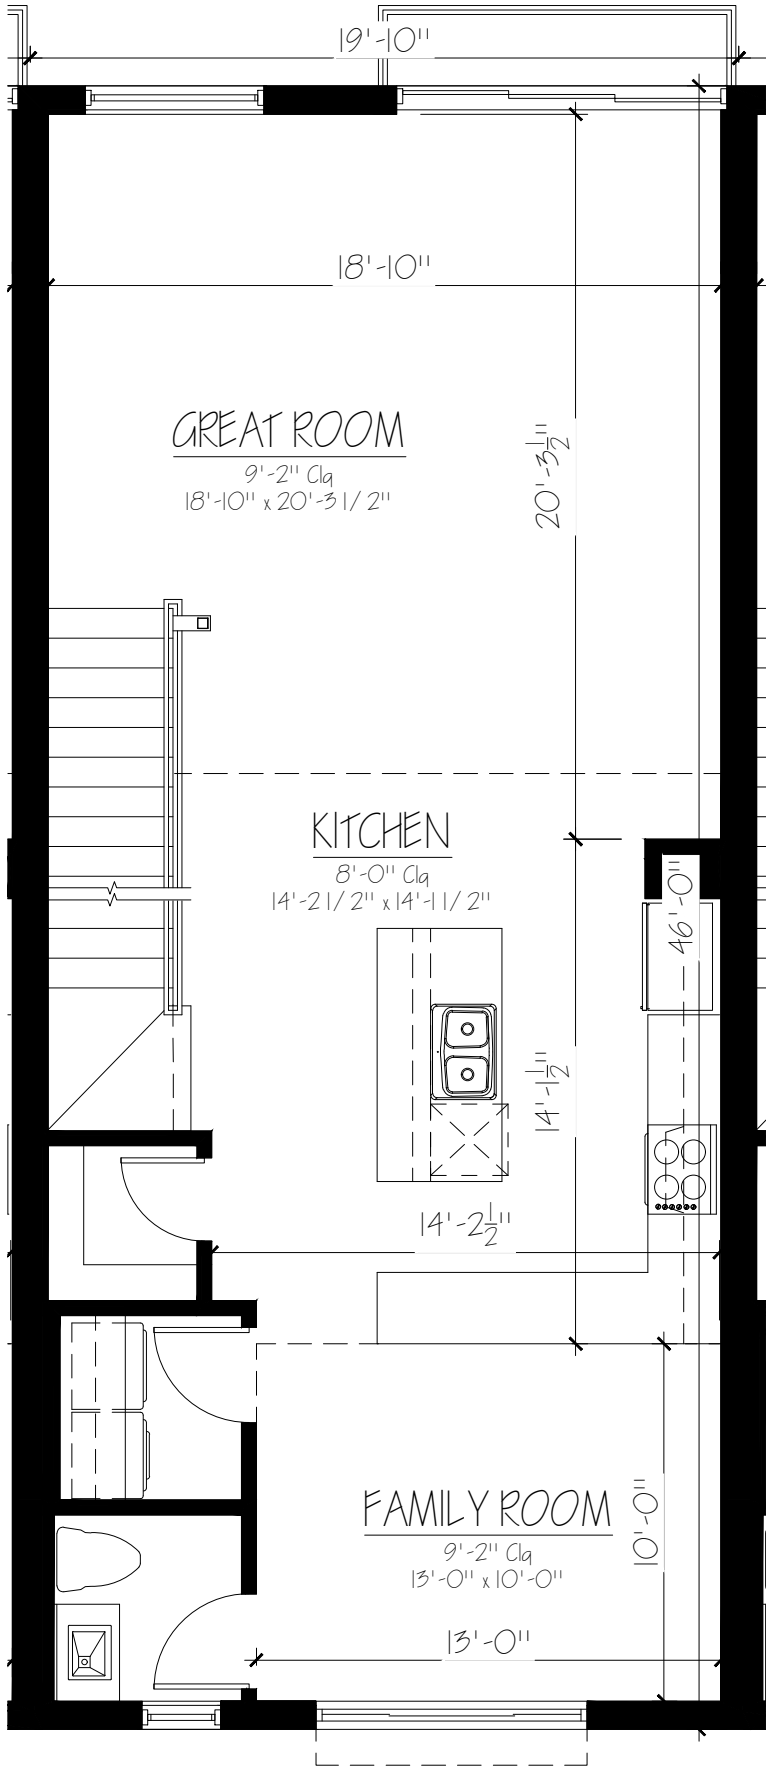 19'-10"
18'-10"
GREAT ROOM
9'-2" Clg
18'-10" x 20'-3 1/2"
20'-3 1/2"
KITCHEN
8'-0" Clg
14'-2 1/2" x 14'-1 1/2"
46'-0"
14'-1 1/2"
14'-2 1/2"
FAMILY ROOM
9'-2" Clg
13'-0" x 10'-0"
10'-0"
13'-0"